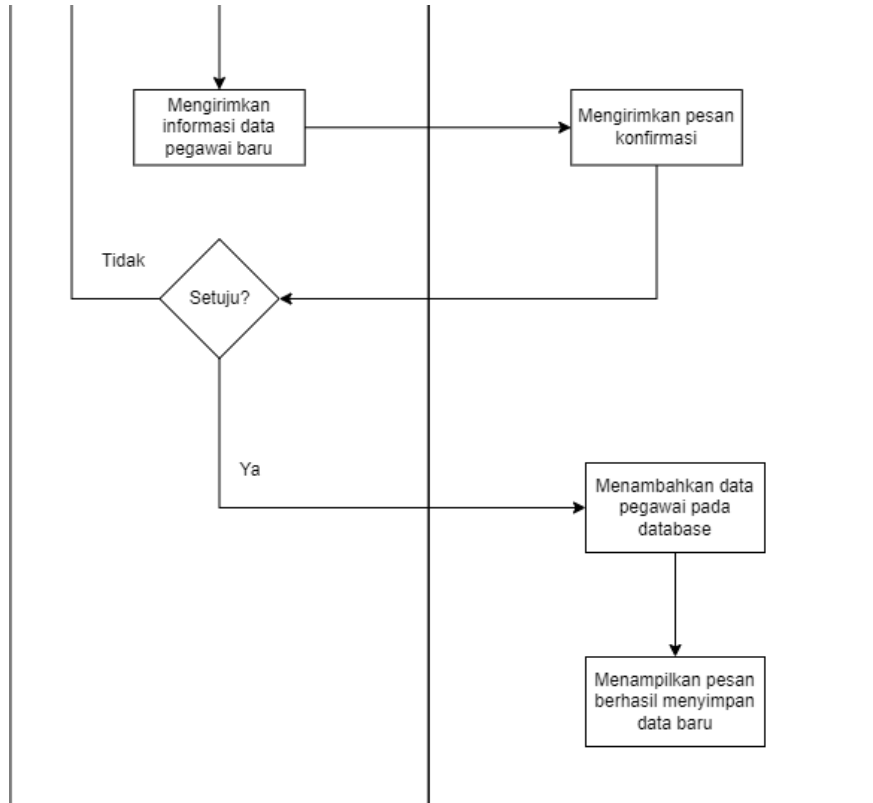 Mengirimkan
informasi data
pegawai baru
Mengirimkan pesan
konfirmasi
Tidak
Setuju?
Ya
Menambahkan data
pegawai pada
database
Menampilkan pesan
berhasil menyimpan
data baru